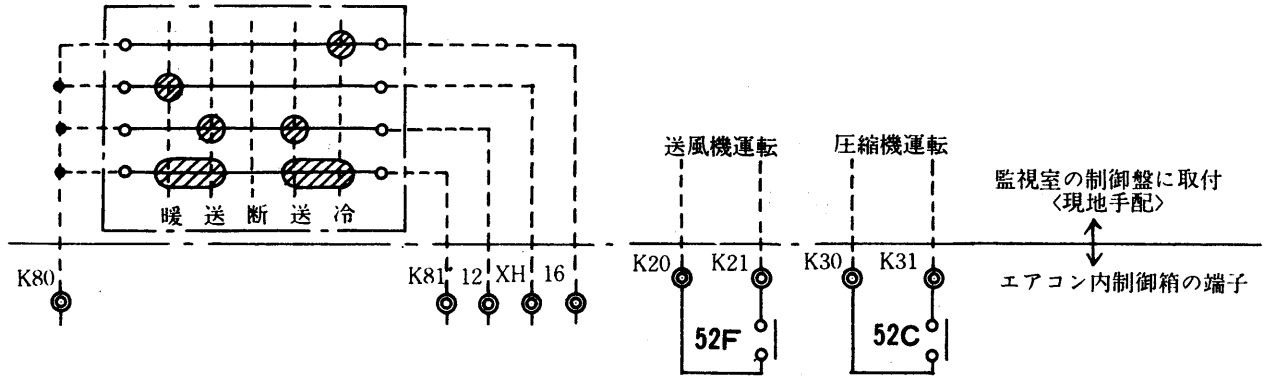 暖 送 断 送 冷
送風機運転
圧縮機運転
監視室の制御盤に取付
〈現地手配〉
K80
K81 12 XH 16
K20 K21
K30 K31
エアコン内制御箱の端子
52F
52C